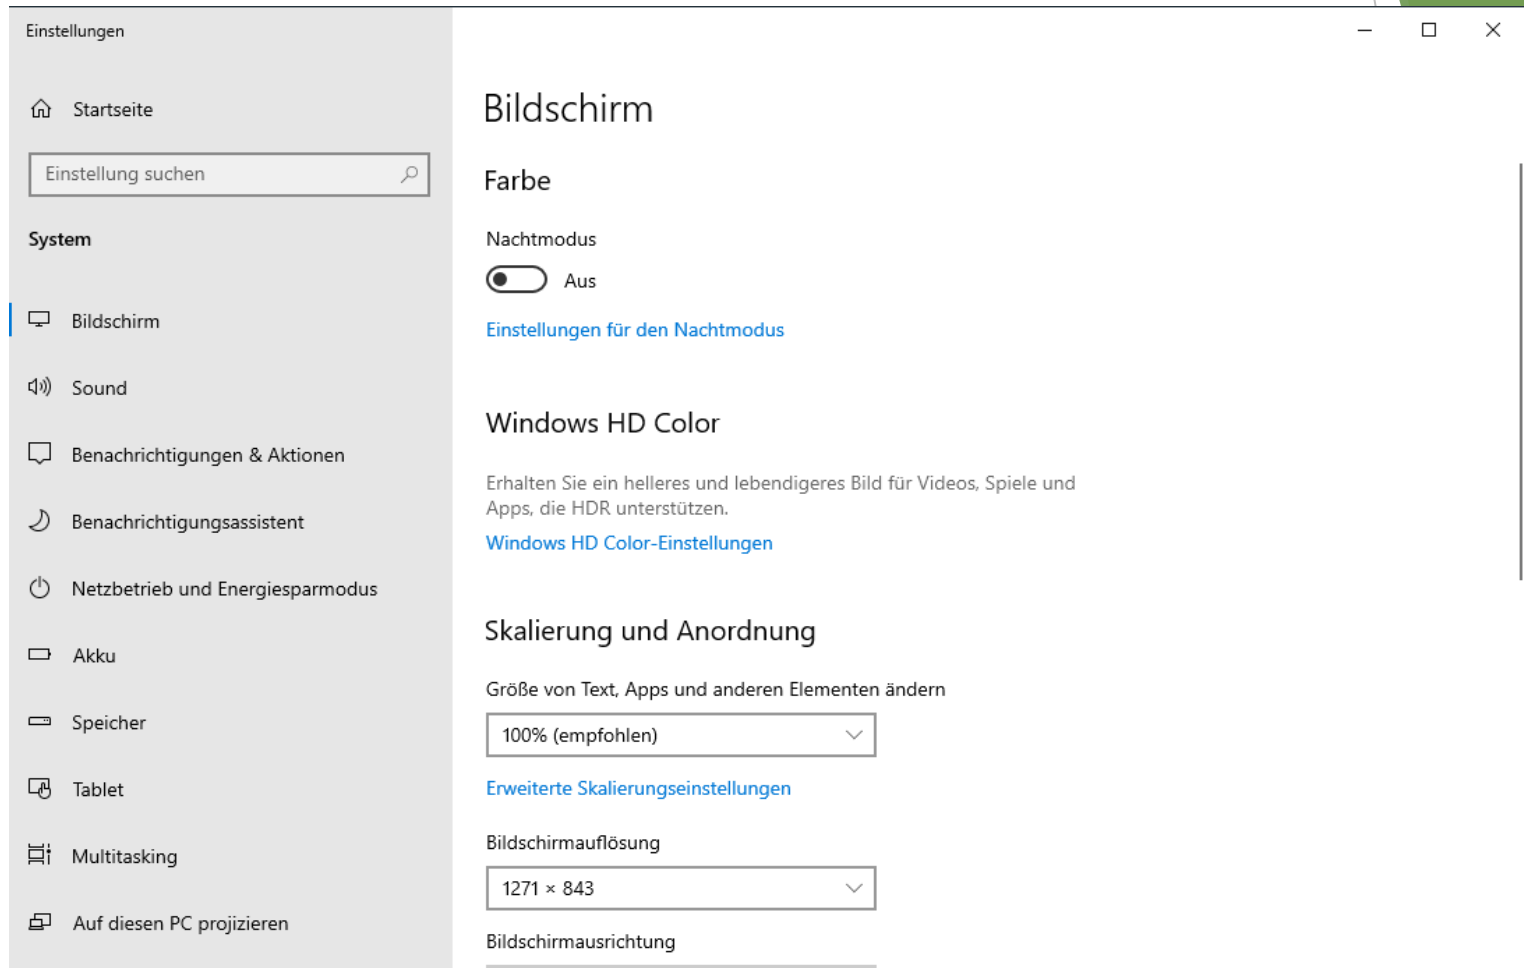 Einstellungen
Startseite
Einstellung suchen
System
Bildschirm
Sound
Benachrichtigungen & Aktionen
Benachrichtigungsassistent
Netzbetrieb und Energiesparmodus
Akku
Speicher
Tablet
Multitasking
Auf diesen PC projizieren
Bildschirm
Farbe
Nachtmodus
Aus
Einstellungen für den Nachtmodus
Windows HD Color
Erhalten Sie ein helleres und lebendigeres Bild für Videos, Spiele und
Apps, die HDR unterstützen.
Windows HD Color-Einstellungen
Skalierung und Anordnung
Größe von Text, Apps und anderen Elementen ändern
100% (empfohlen)
Erweiterte Skalierungseinstellungen
Bildschirmauflösung
1271 × 843
Bildschirmausrichtung